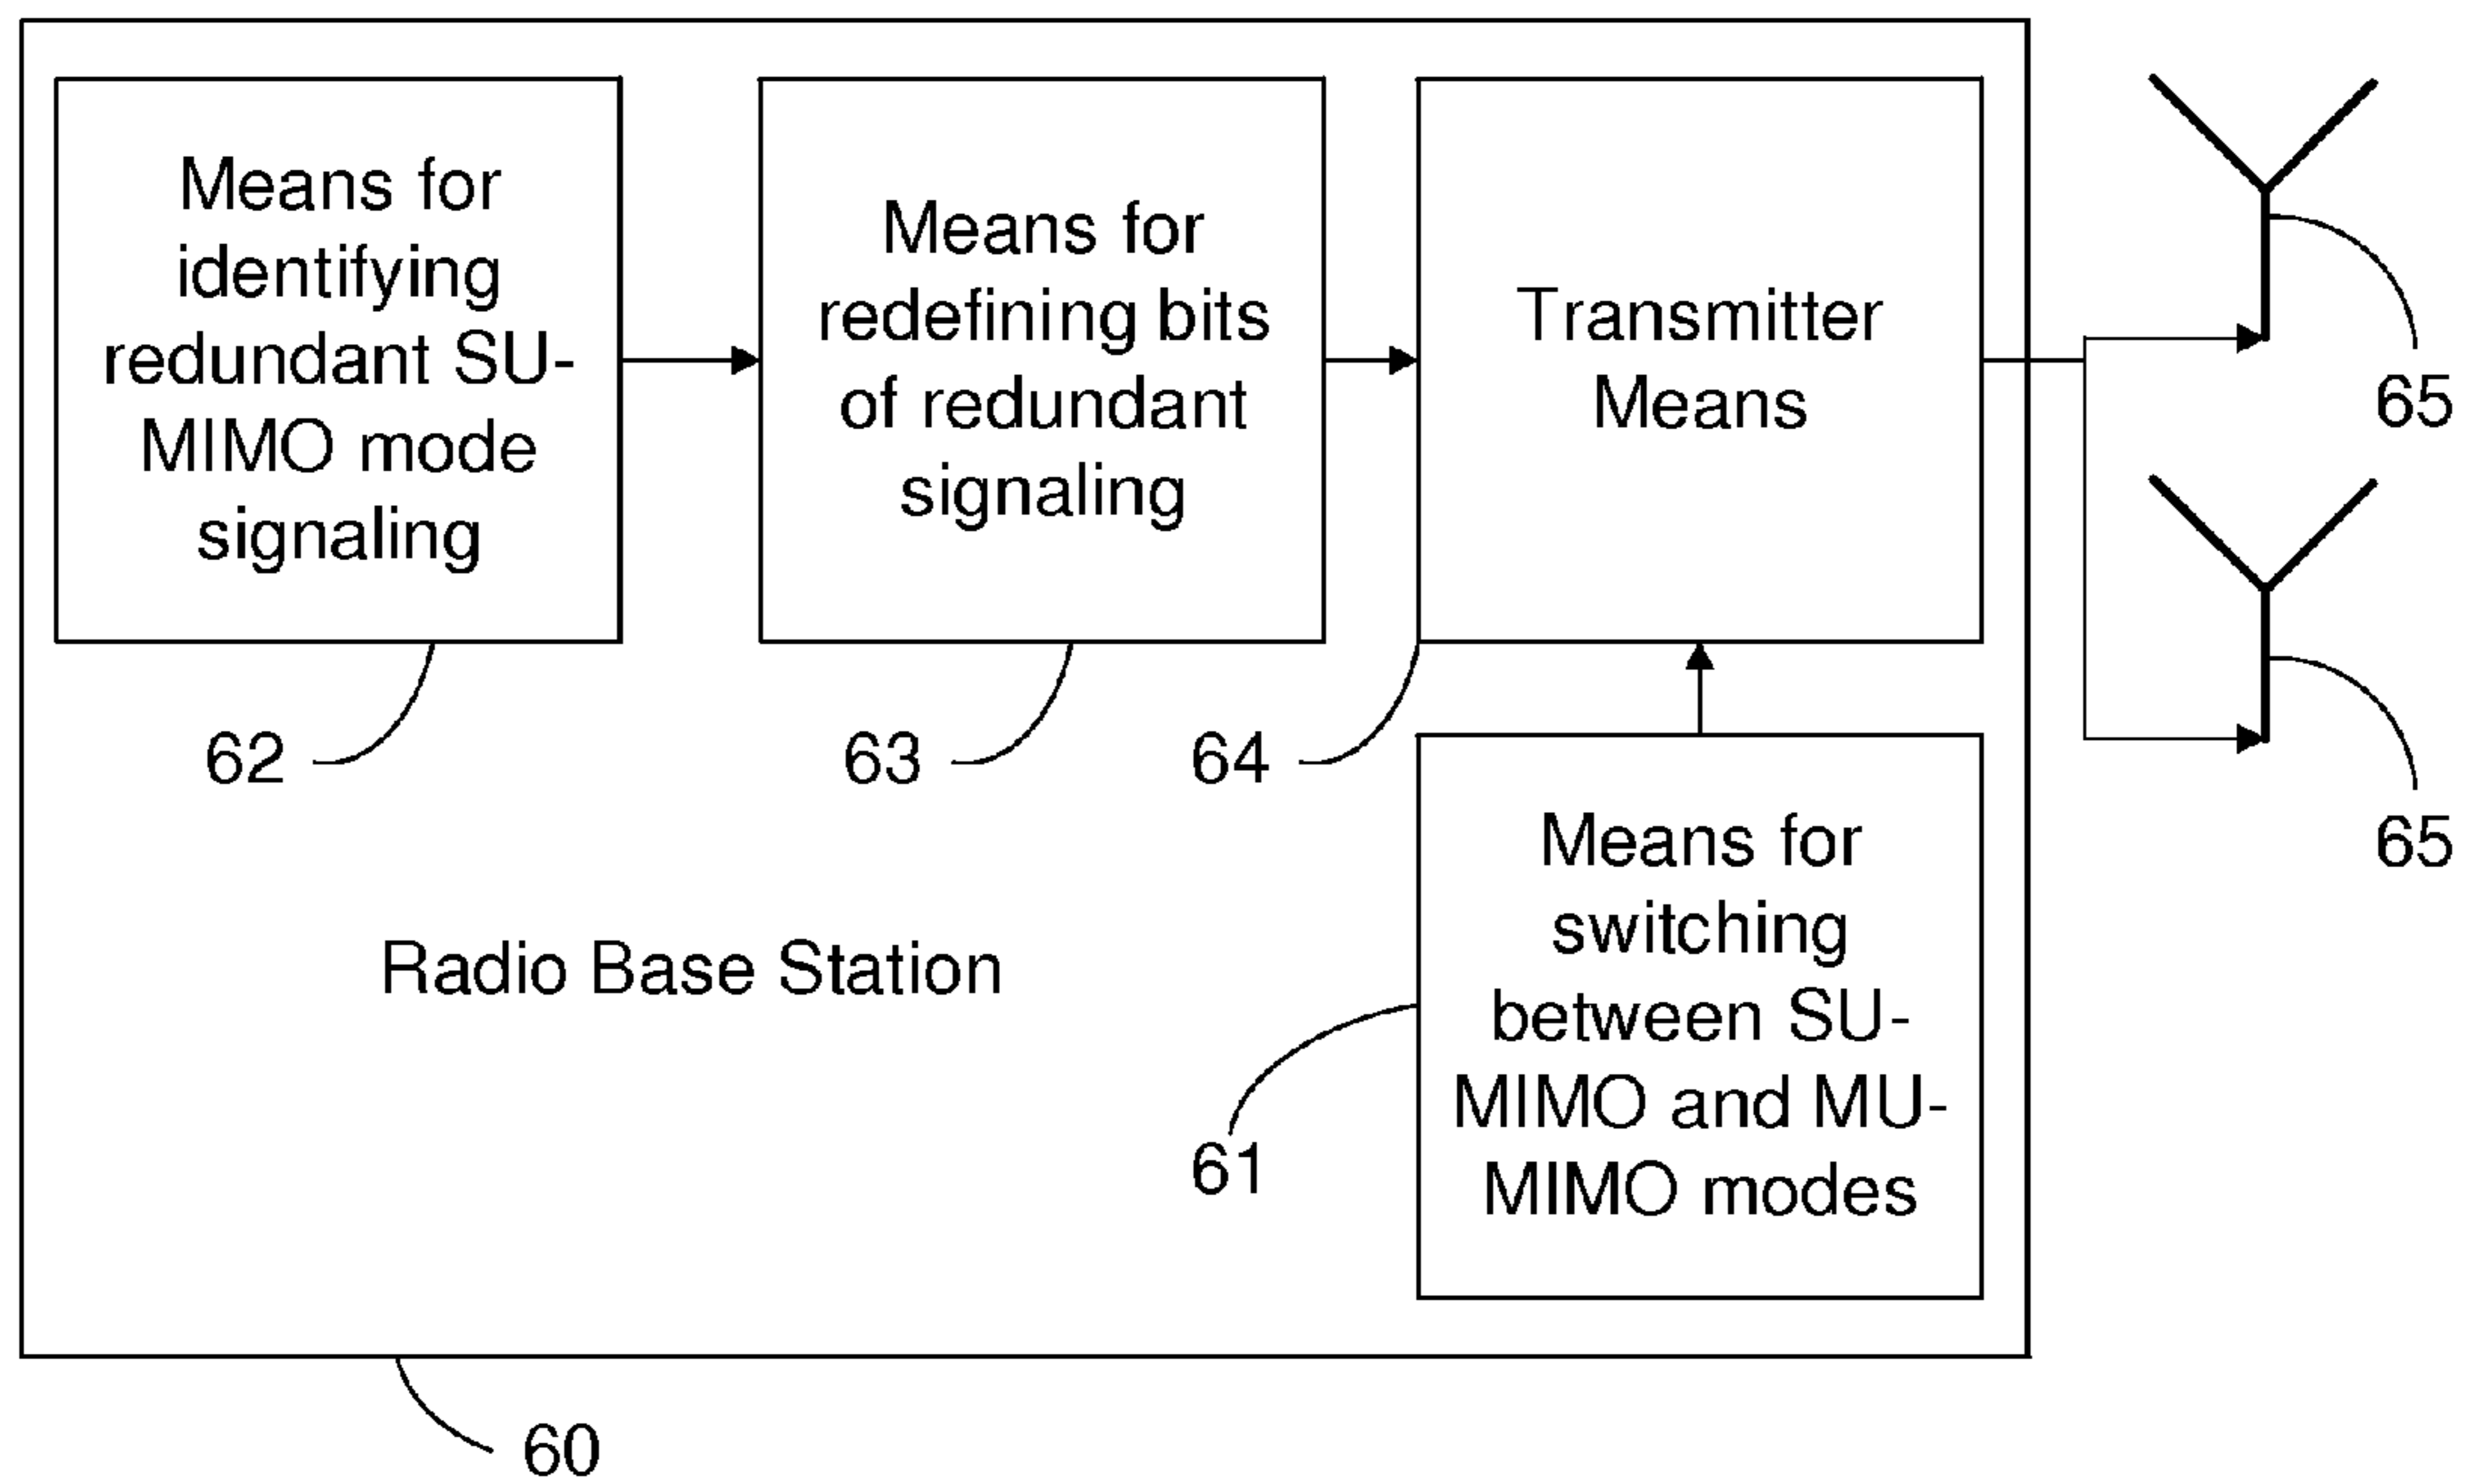 Means for
identifying
redundant SU-
MIMO mode
signaling
Means for
redefining bits
of redundant
signaling
Transmitter
Means
65
65
62
63
64
Means for
switching
between SU-
MIMO and MU-
MIMO modes
Radio Base Station
61
60